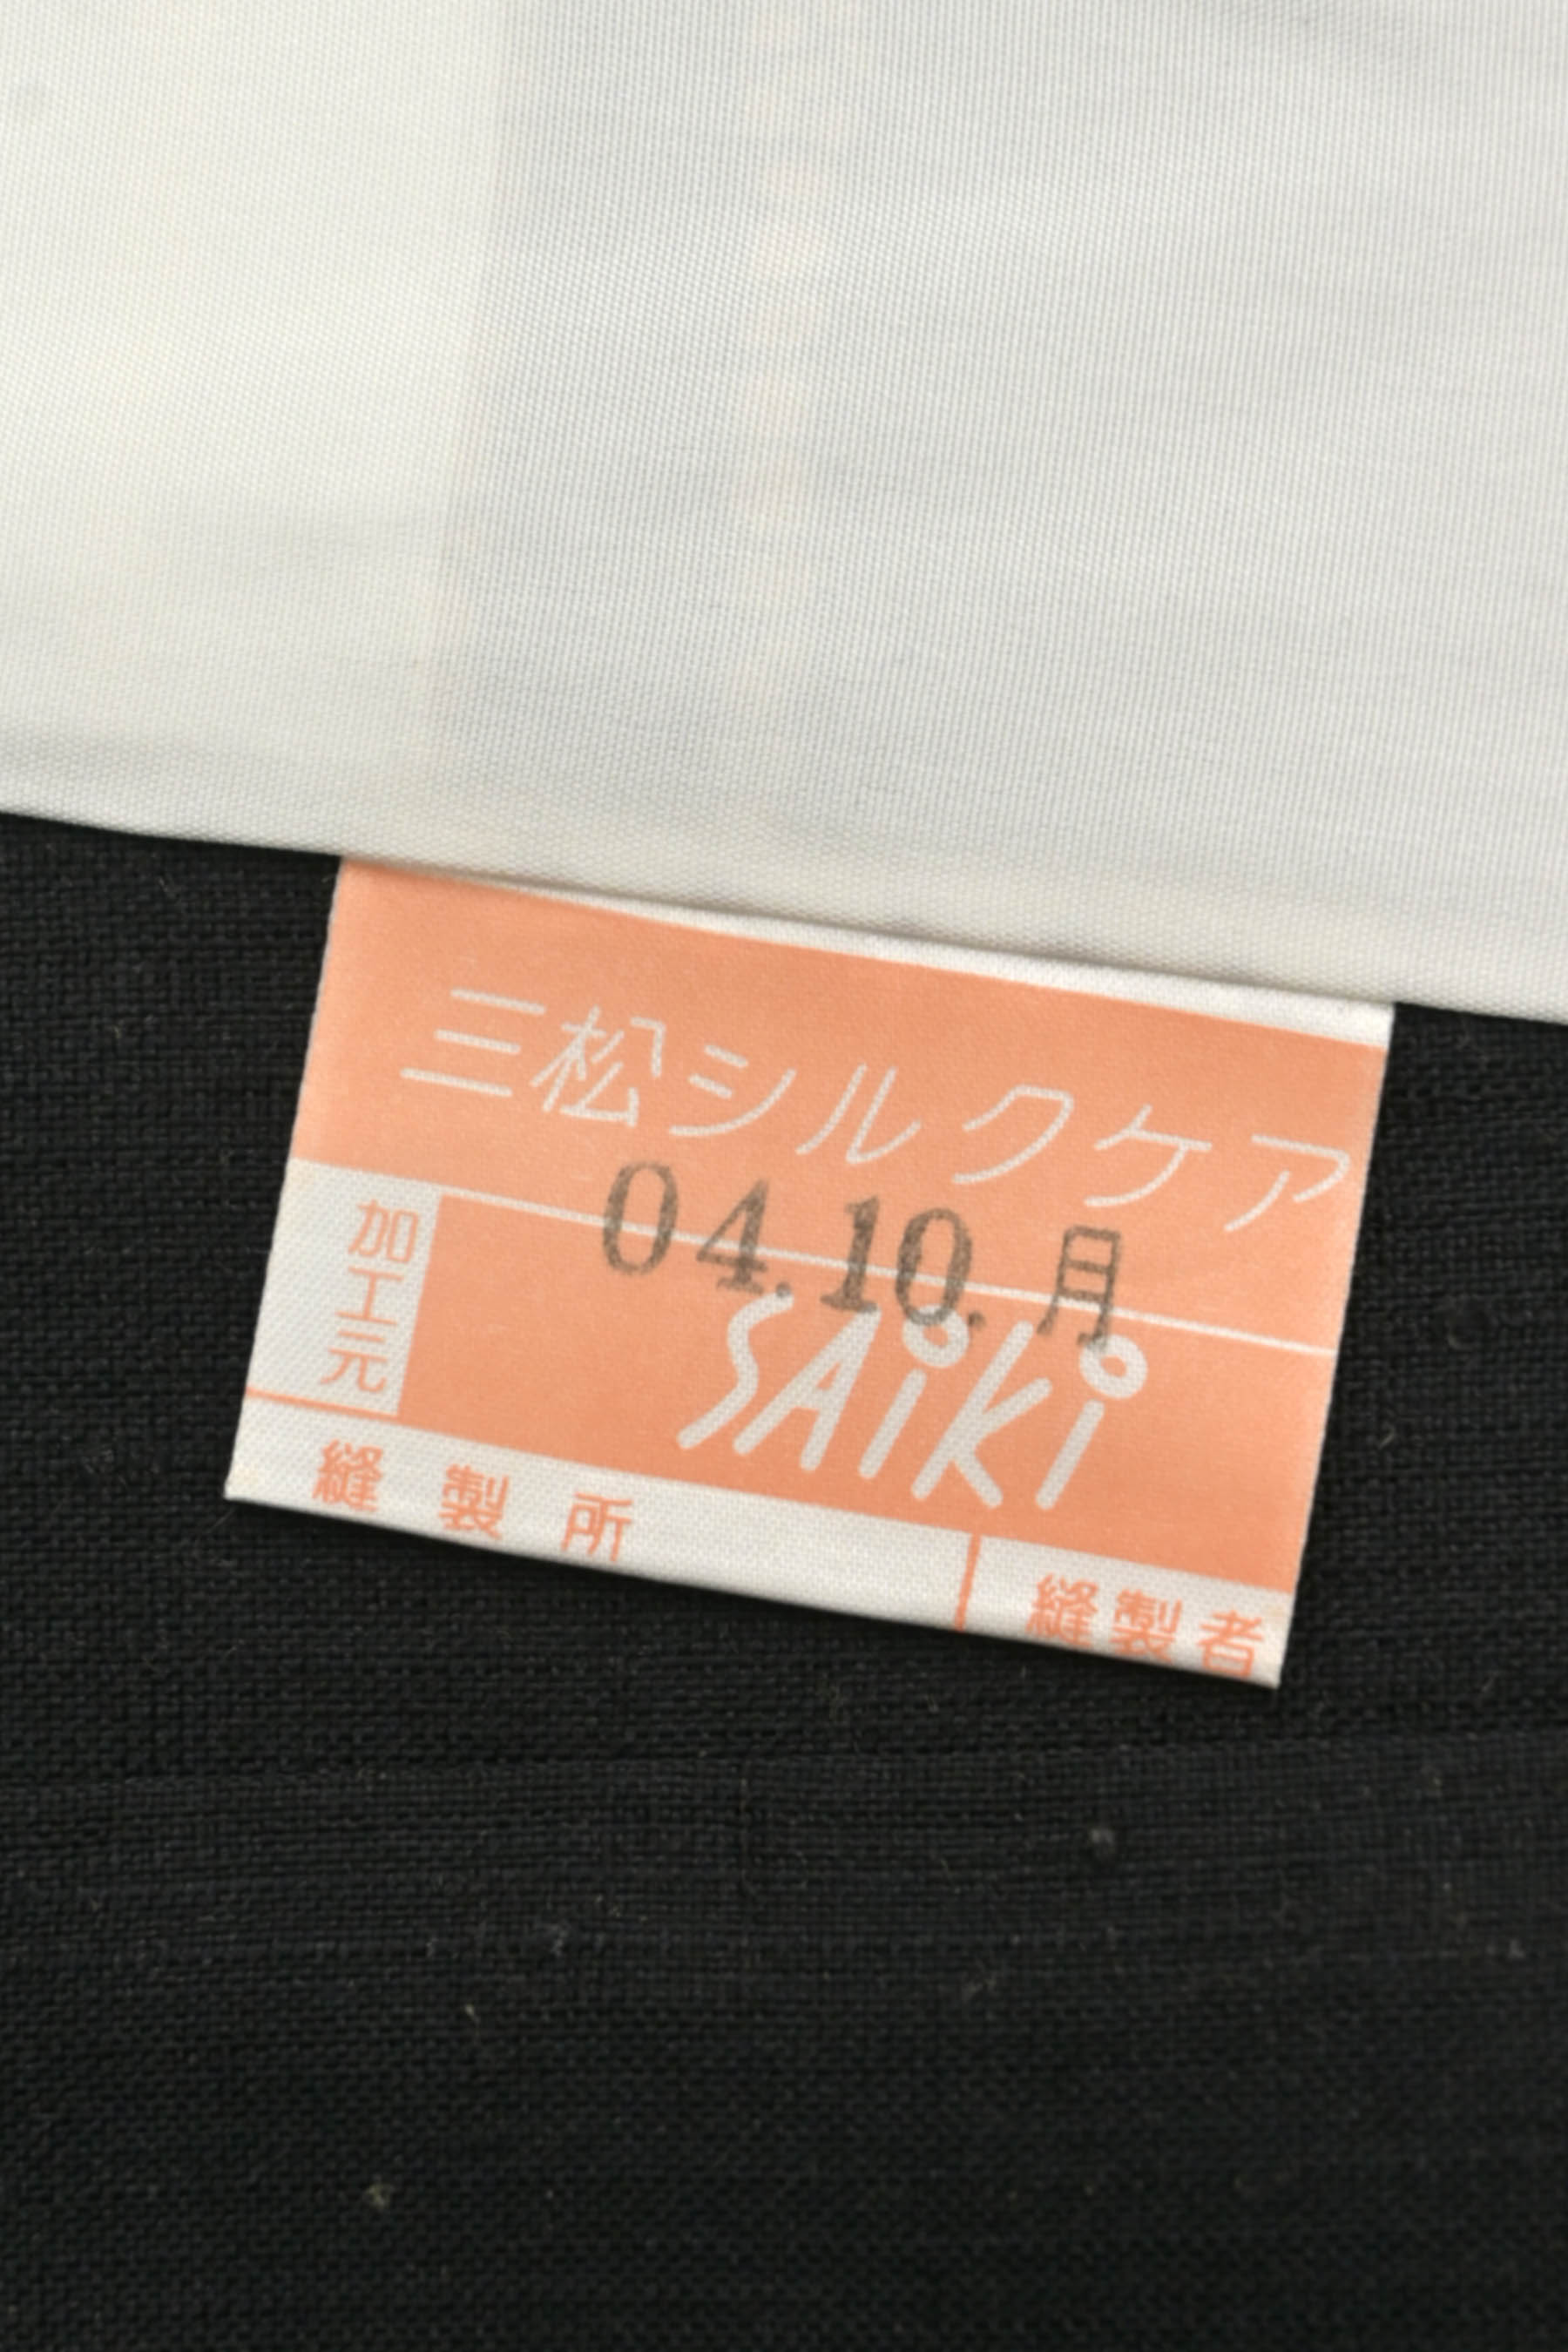 三松シルクケア
04.10.月
加工元
SAiKi
縫製所
縫製者